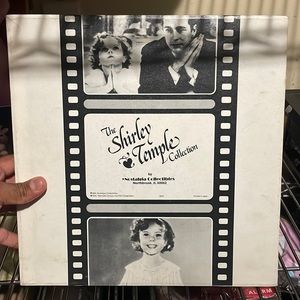 The
Shirley
Temple
Collection
by
Nostalgia Collectibles
Northbrook, IL 60062